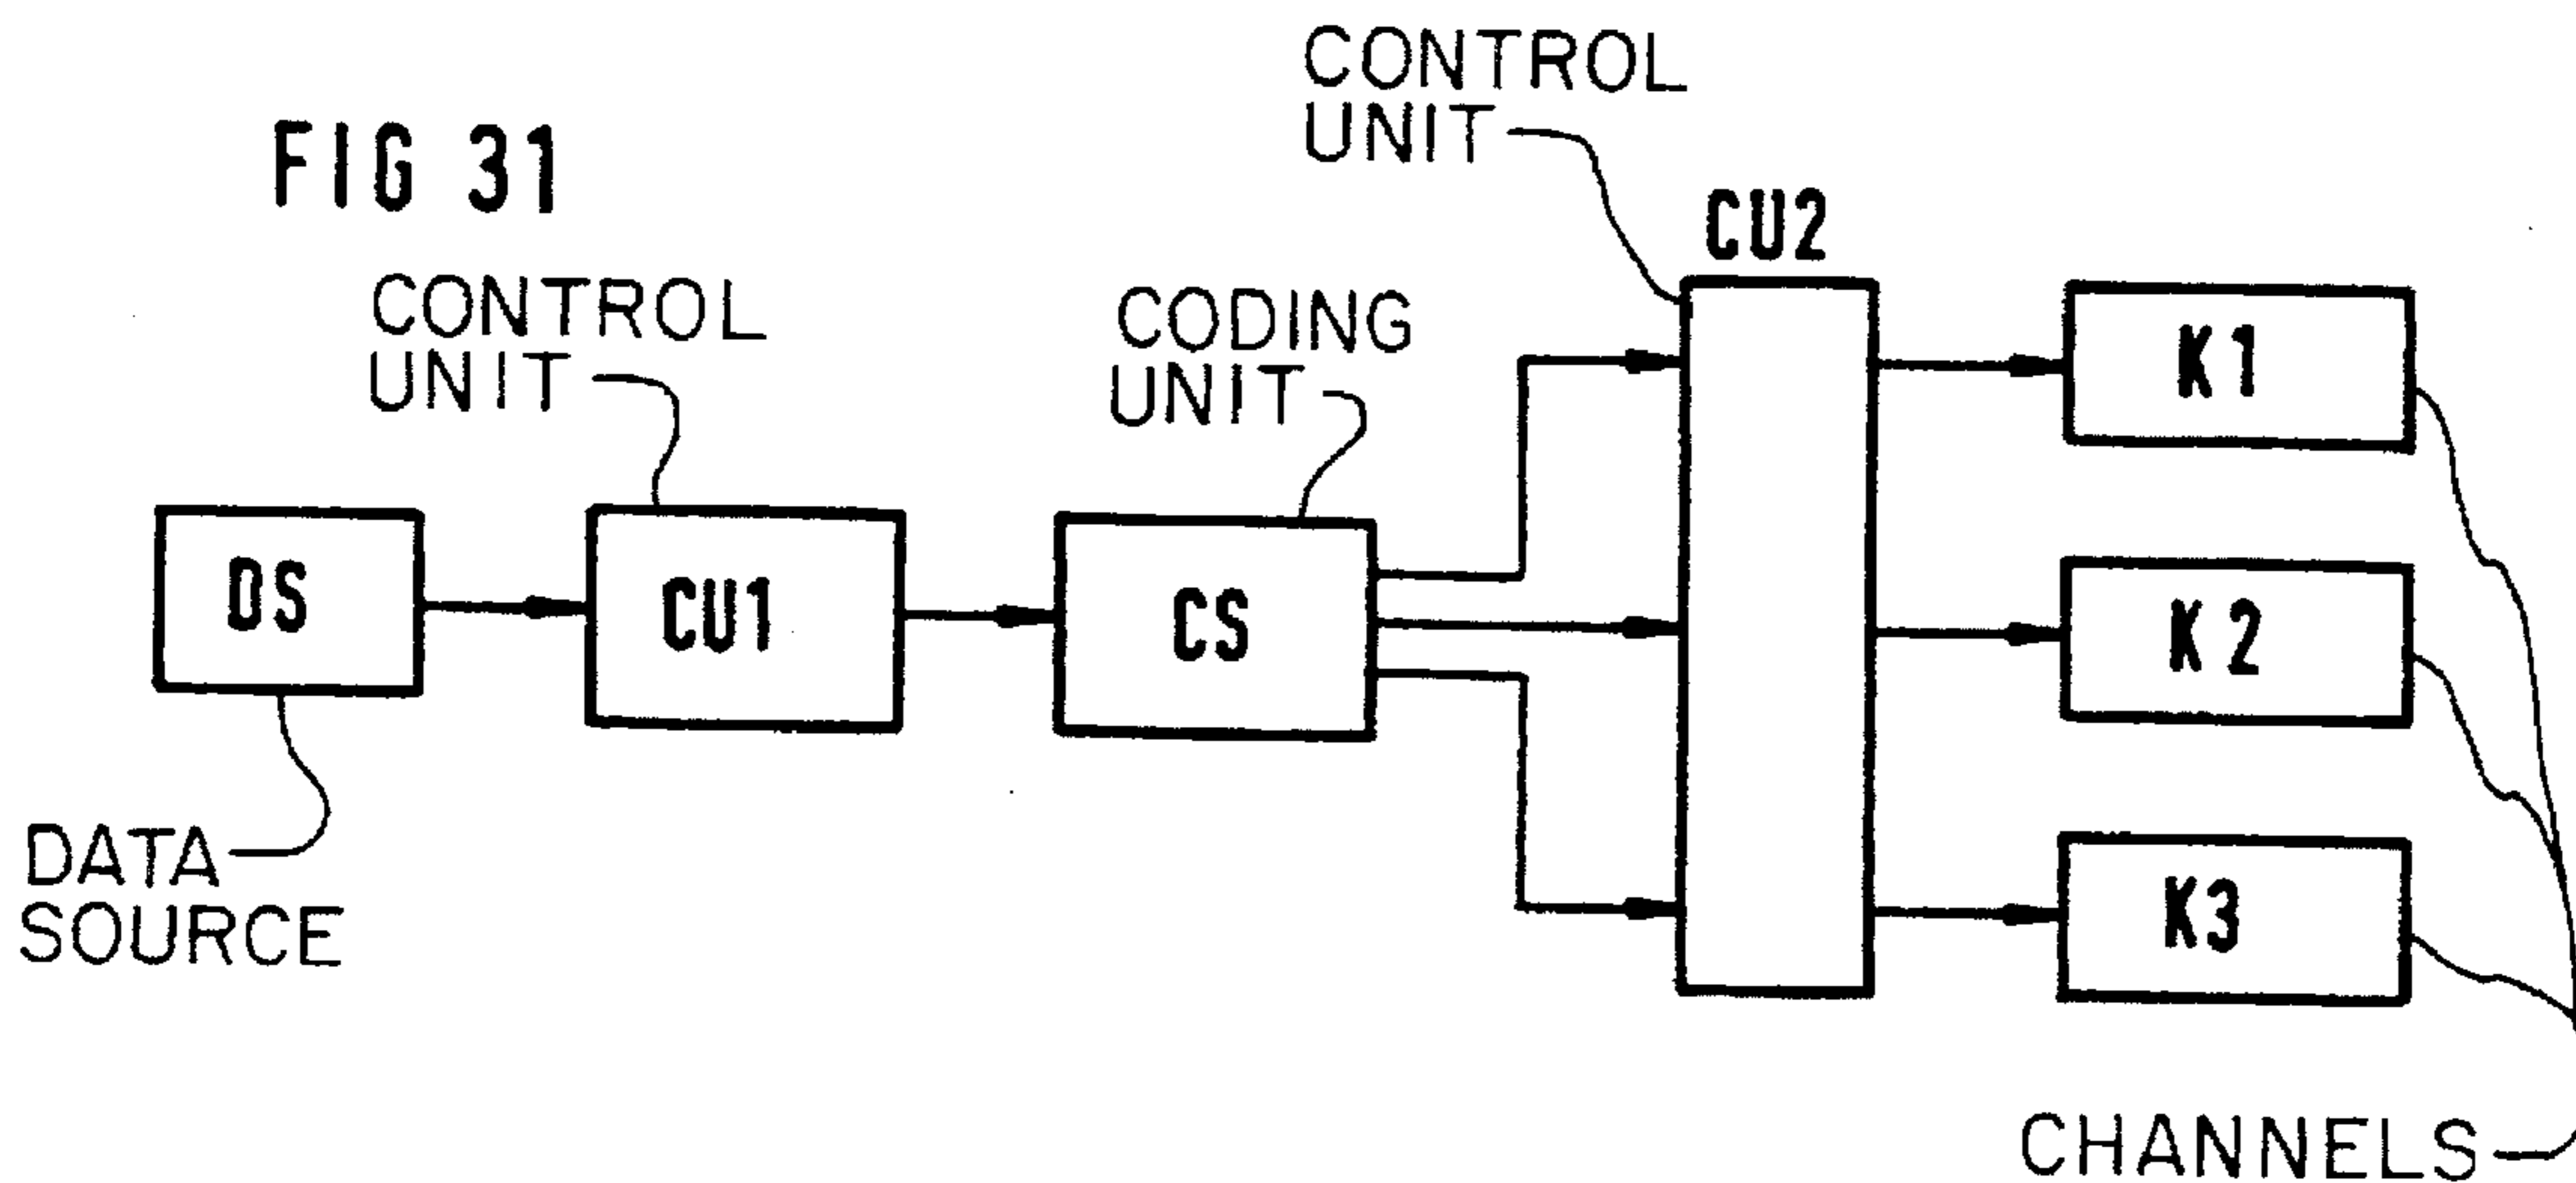 FIG 31
CONTROL
UNIT
CU2
CONTROL
UNIT
CODING
UNIT
K1
DS
CU1
CS
K2
K3
DATA
SOURCE
CHANNELS